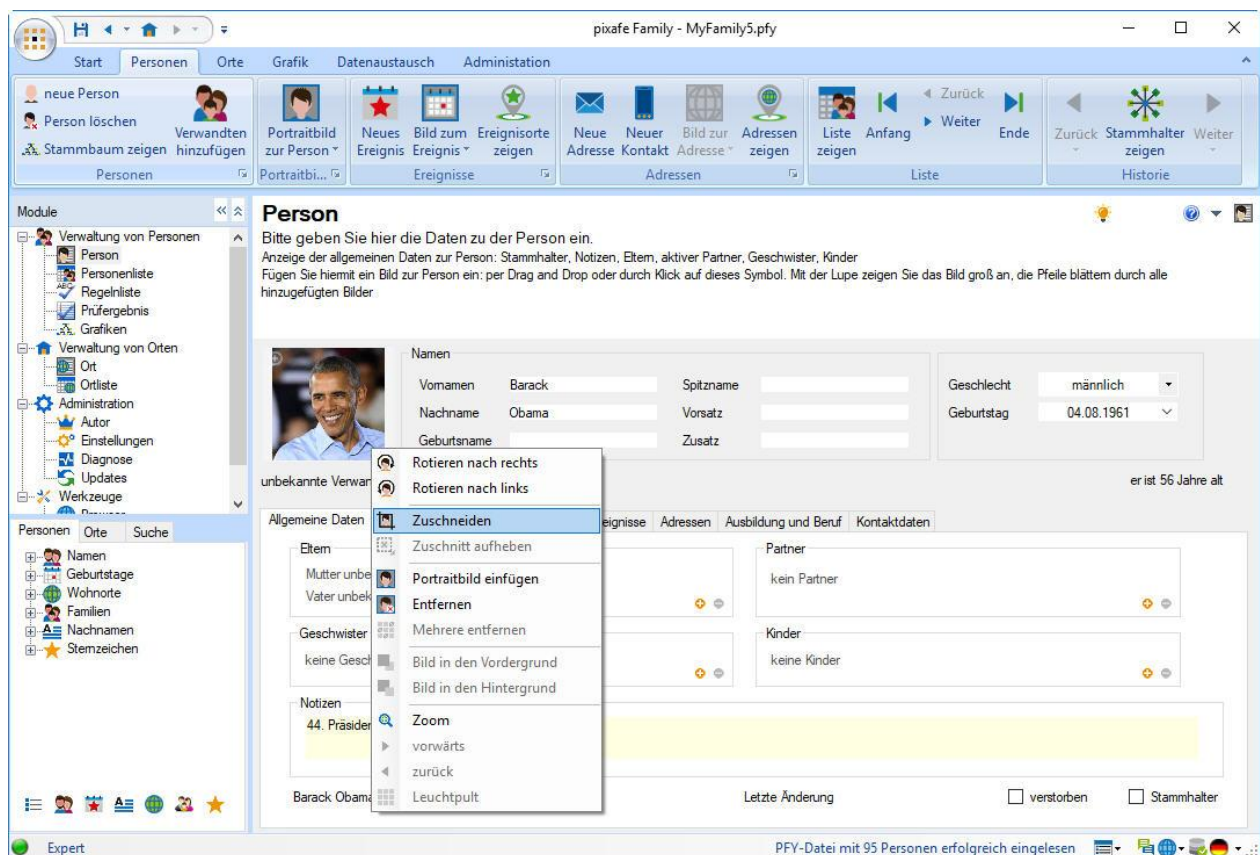 pixafe Family - MyFamily5.pfy
Start Personen Orte Grafik Datenaustausch Administation
neue Person
Person löschen
Stammbaum zeigen
Verwandten
hinzufügen
Personen
Portraitbild
zur Person
Portraitbi...
Neues
Ereignis
Bild zum
Ereignis
Ereignisorte
zeigen
Ereignisse
Neue
Adresse
Neuer
Kontakt
Bild zur
Adresse
Adressen
zeigen
Adressen
Liste
zeigen
Anfang
Zurück
Weiter
Ende
Liste
Zurück
Stammhalter
zeigen
Weiter
Historie
Module
Verwaltung von Personen
Person
Personenliste
Regelnliste
Prüfergebnis
Grafiken
Verwaltung von Orten
Ort
Ortliste
Administration
Autor
Einstellungen
Diagnose
Updates
Werkzeuge
Personen Orte Suche
Namen
Geburtstage
Wohnorte
Familien
Nachnamen
Sternzeichen
Person
Bitte geben Sie hier die Daten zu der Person ein.
Anzeige der allgemeinen Daten zur Person: Stammhalter, Notizen, Eltern, aktiver Partner, Geschwister, Kinder
Fügen Sie hiermit ein Bild zur Person ein: per Drag and Drop oder durch Klick auf dieses Symbol. Mit der Lupe zeigen Sie das Bild groß an, die Pfeile blättern durch alle
hinzugefügten Bilder
Namen
Vornamen Barack Spitzname
Nachname Obama Vorsatz
Geburtsname Zusatz
Geschlecht männlich
Geburtstag 04.08.1961
unbekannte Verwan
er ist 56 Jahre alt
Allgemeine Daten eignisse Adressen Ausbildung und Beruf Kontaktdaten
Eltern
Mutter unbe
Vater unbek
Partner
kein Partner
Geschwister
keine Gesch
Kinder
keine Kinder
Notizen
44. Präsiden
Barack Obama Letzte Änderung verstorben Stammhalter
Rotieren nach rechts
Rotieren nach links
Zuschneiden
Zuschnitt aufheben
Portraitbild einfügen
Entfernen
Mehrere entfernen
Bild in den Vordergrund
Bild in den Hintergrund
Zoom
vorwärts
zurück
Leuchtpult
Expert PFY-Datei mit 95 Personen erfolgreich eingelesen